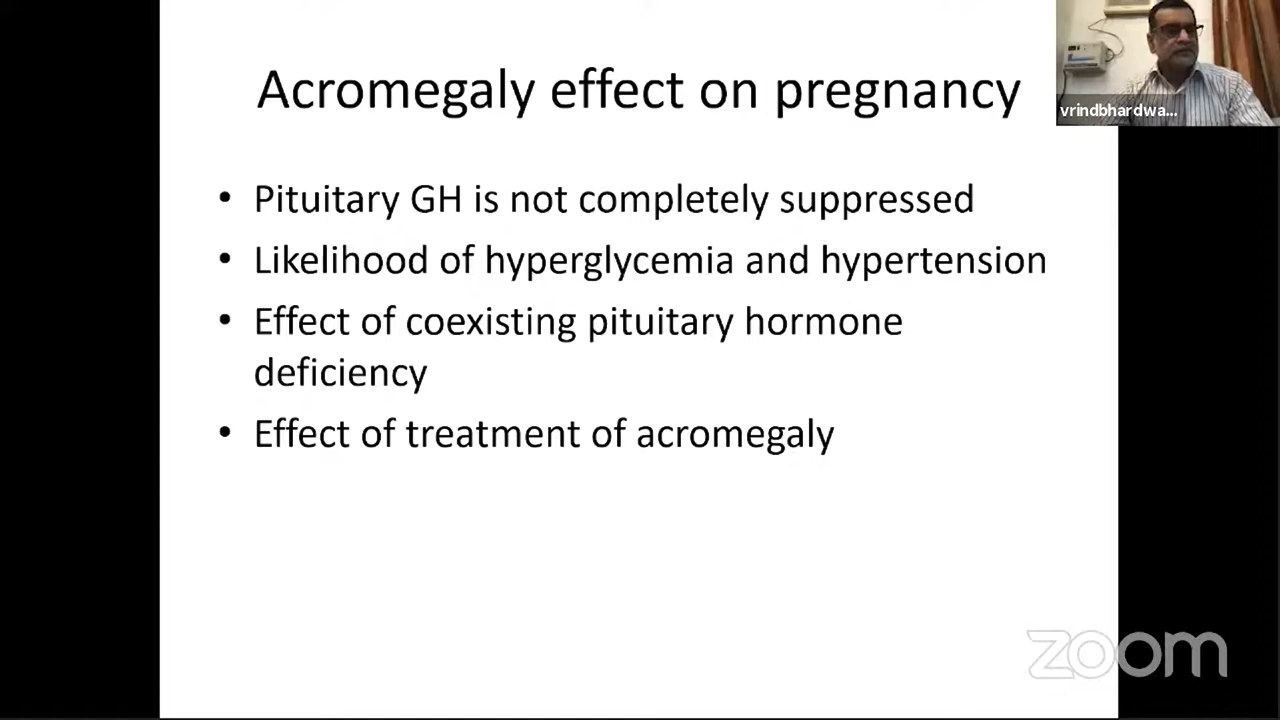 Acromegaly effect on pregnancy
vrindbhardwa...
• Pituitary GH is not completely suppressed
• Likelihood of hyperglycemia and hypertension
• Effect of coexisting pituitary hormone
deficiency
• Effect of treatment of acromegaly
zoom